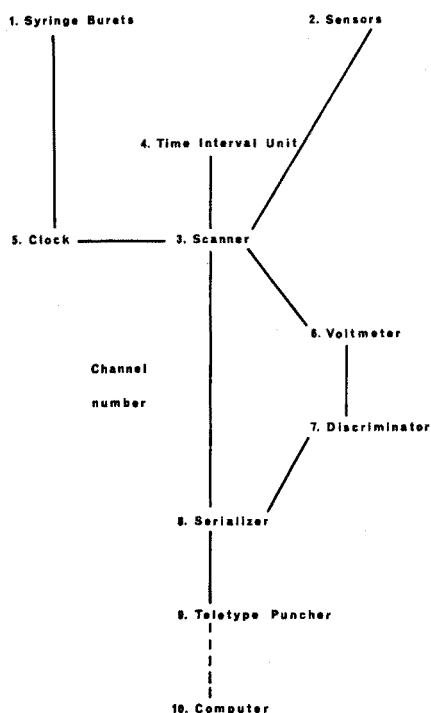 1. Syringe Burets
2. Sensors
4. Time Interval Unit
5. Clock
3. Scanner
6. Voltmeter
Channel
number
7. Discriminator
8. Serializer
9. Teletype Puncher
10. Computer